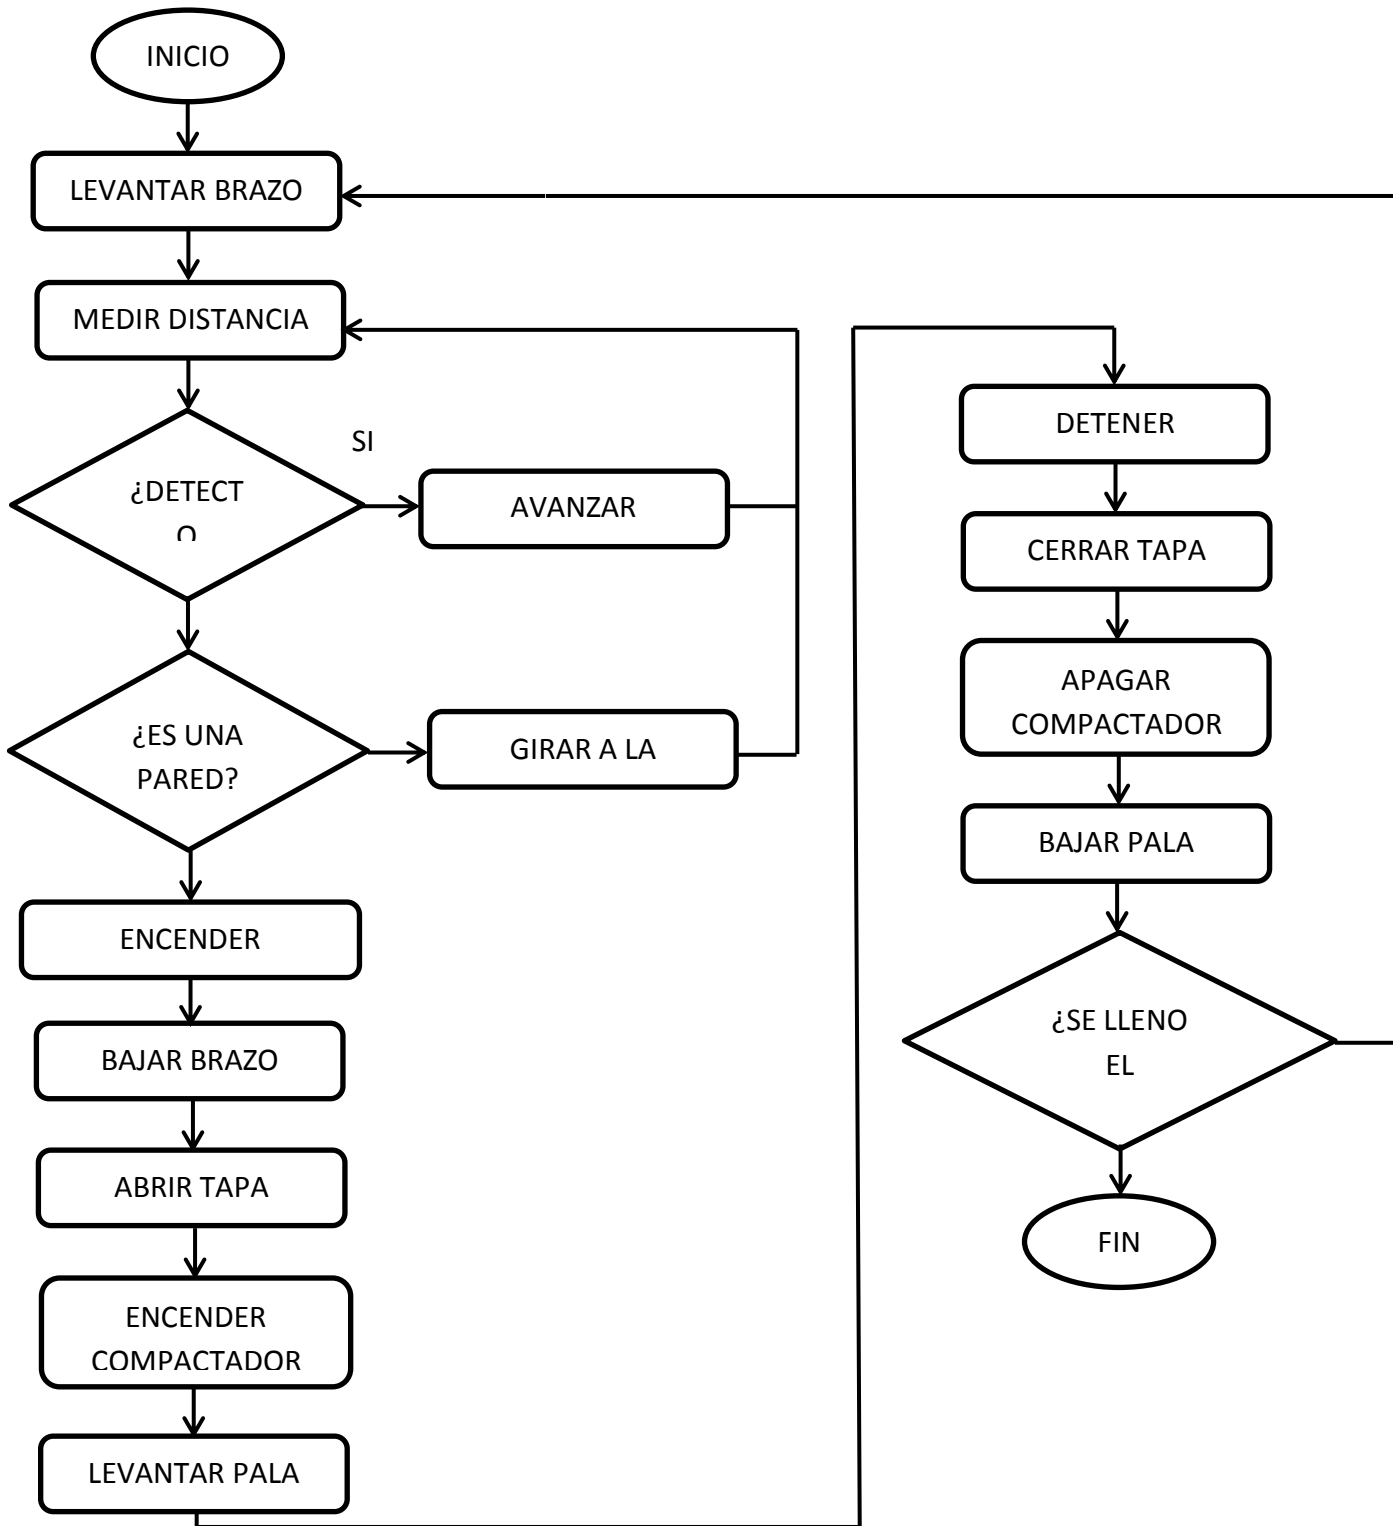 INICIO
LEVANTAR BRAZO
MEDIR DISTANCIA
SI
¿DETECT
O
AVANZAR
¿ES UNA
PARED?
GIRAR A LA
ENCENDER
BAJAR BRAZO
ABRIR TAPA
ENCENDER
COMPACTADOR
LEVANTAR PALA
DETENER
CERRAR TAPA
APAGAR
COMPACTADOR
BAJAR PALA
¿SE LLENO
EL
FIN